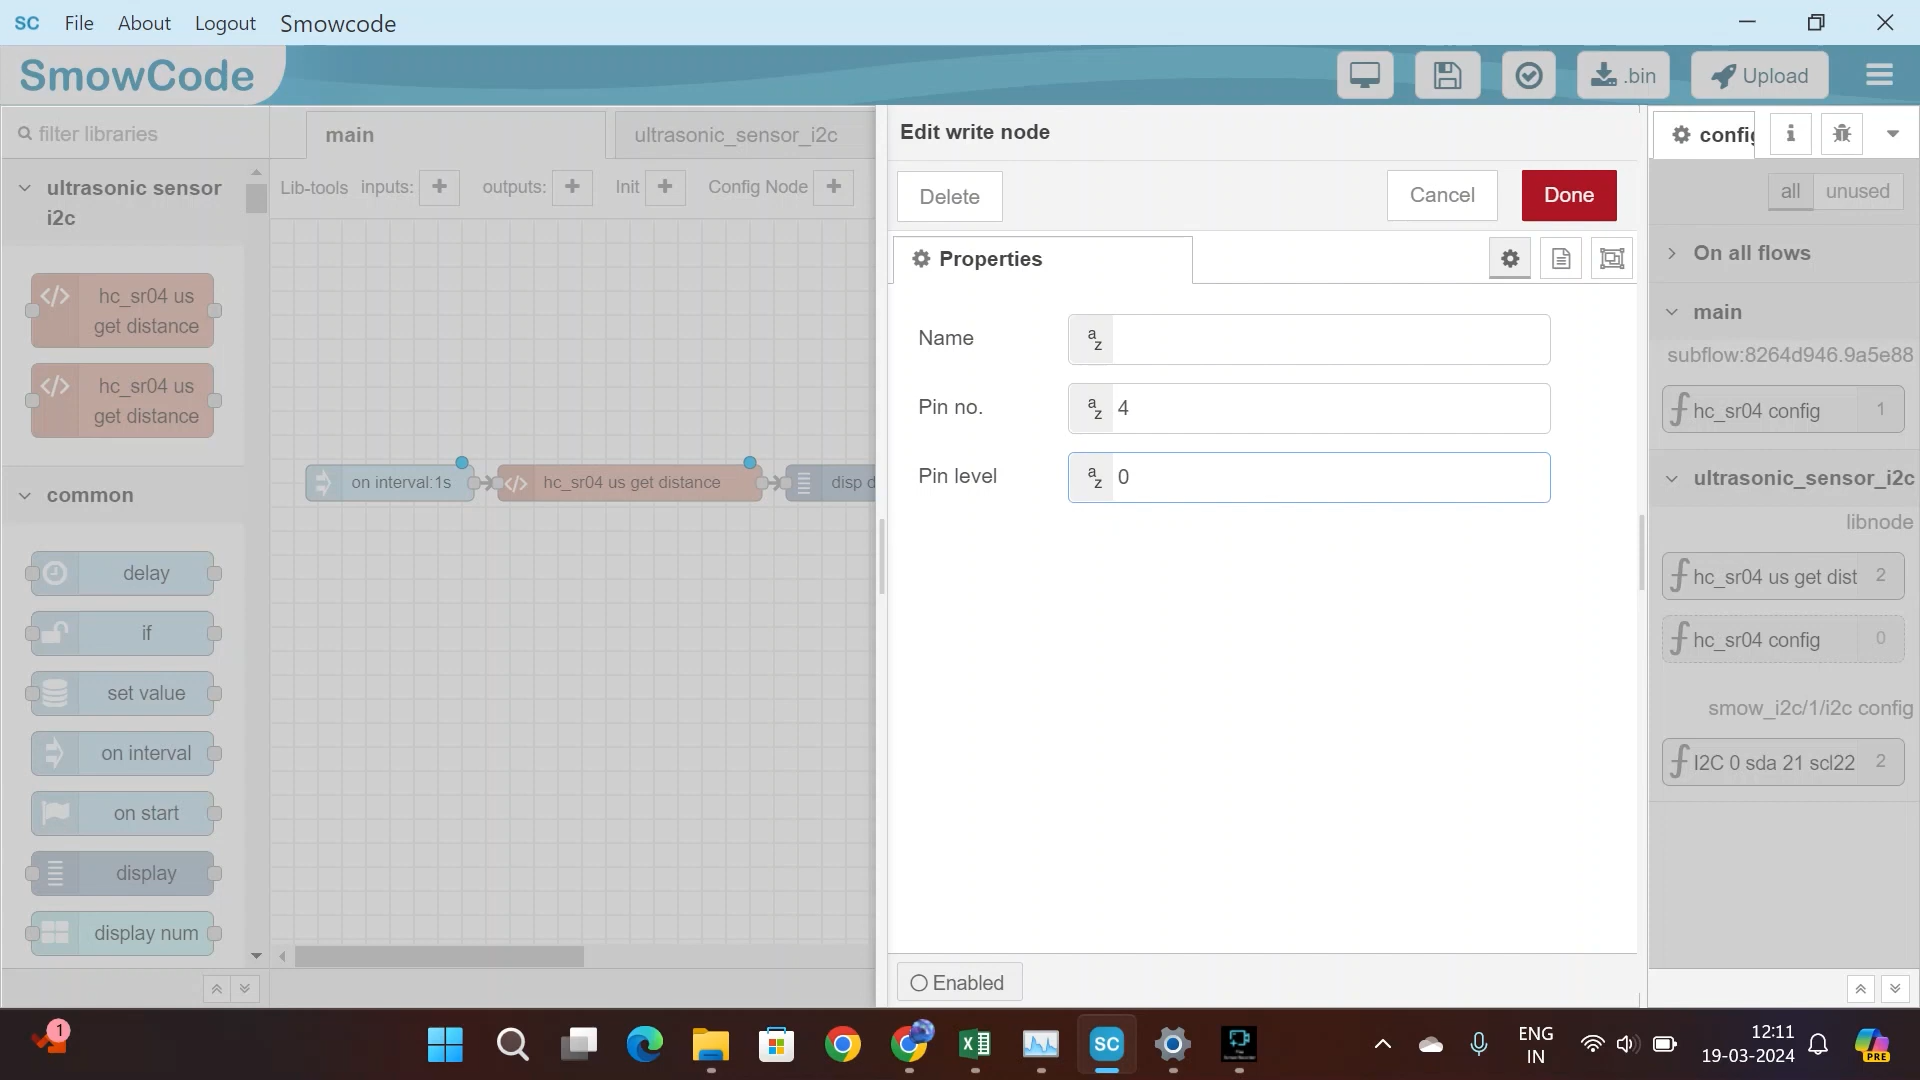 SC File About Logout Smowcode
SmowCode
.bin
Upload
filter libraries
main
ultrasonic_sensor_i2c
Lib-tools inputs: outputs: Init Config Node
ultrasonic sensor
i2c
hc_sr04 us
get distance
hc_sr04 us
get distance
common
delay
if
set value
on interval
on start
display
display num
on interval:1s
hc_sr04 us get distance
disp d
Edit write node
Delete
Cancel
Done
Properties
Name
Pin no.
4
Pin level
0
Enabled
config
all
unused
On all flows
main
subflow:8264d946.9a5e88
hc_sr04 config 1
ultrasonic_sensor_i2c
libnode
hc_sr04 us get dist 2
hc_sr04 config 0
smow_i2c/1/i2c config
I2C 0 sda 21 scl22 2
1
SC
ENG
IN
12:11
19-03-2024
PRE